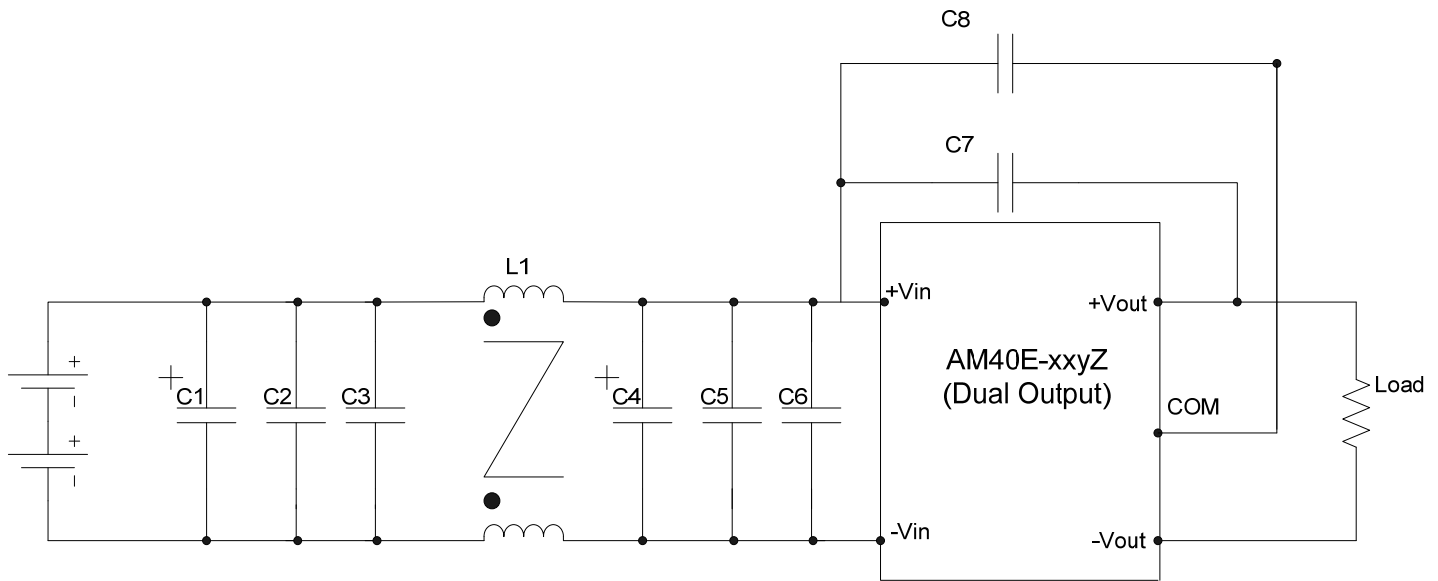 C8
C7
L1
+Vin
+Vout
AM40E-xxyZ
(Dual Output)
COM
Load
+
-
+
-
+
C1
C2
C3
+
C4
C5
C6
-Vin
-Vout